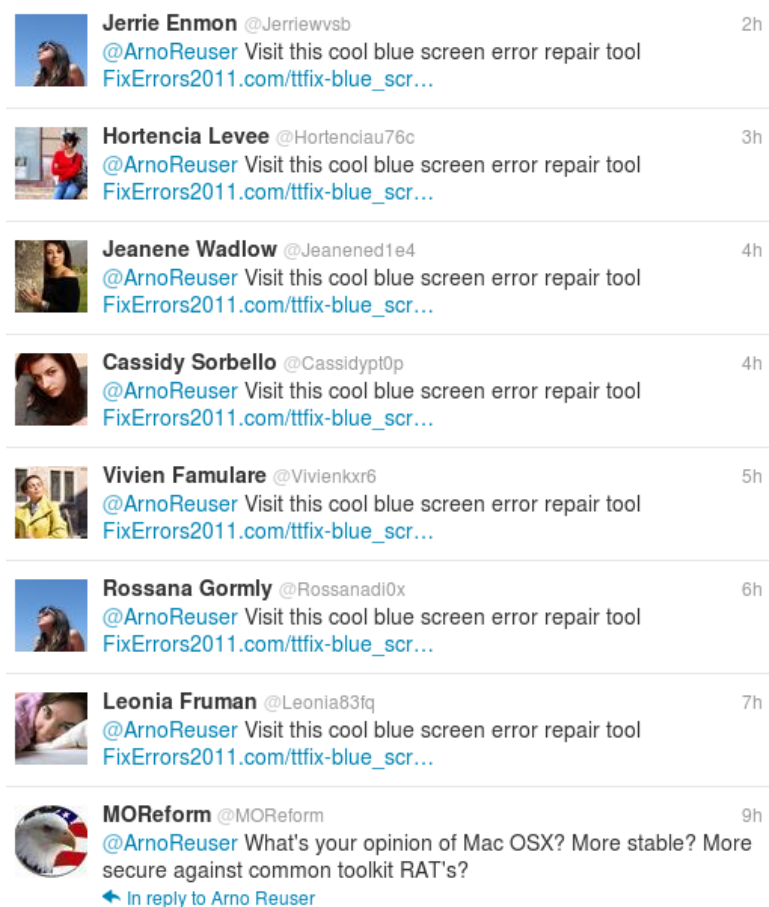 Jerrie Enmon @Jerriewvsb 2h
@ArnoReuser Visit this cool blue screen error repair tool
FixErrors2011.com/ttfix-blue_scr…
Hortencia Levee @Hortenciau76c 3h
@ArnoReuser Visit this cool blue screen error repair tool
FixErrors2011.com/ttfix-blue_scr…
Jeanene Wadlow @Jeanened1e4 4h
@ArnoReuser Visit this cool blue screen error repair tool
FixErrors2011.com/ttfix-blue_scr…
Cassidy Sorbello @Cassidypt0p 4h
@ArnoReuser Visit this cool blue screen error repair tool
FixErrors2011.com/ttfix-blue_scr…
Vivien Famulare @Vivienkxr6 5h
@ArnoReuser Visit this cool blue screen error repair tool
FixErrors2011.com/ttfix-blue_scr…
Rossana Gormly @Rossanadi0x 6h
@ArnoReuser Visit this cool blue screen error repair tool
FixErrors2011.com/ttfix-blue_scr…
Leonia Fruman @Leonia83fq 7h
@ArnoReuser Visit this cool blue screen error repair tool
FixErrors2011.com/ttfix-blue_scr…
MOReform @MOReform 9h
@ArnoReuser What's your opinion of Mac OSX? More stable? More
secure against common toolkit RAT's?
In reply to Arno Reuser